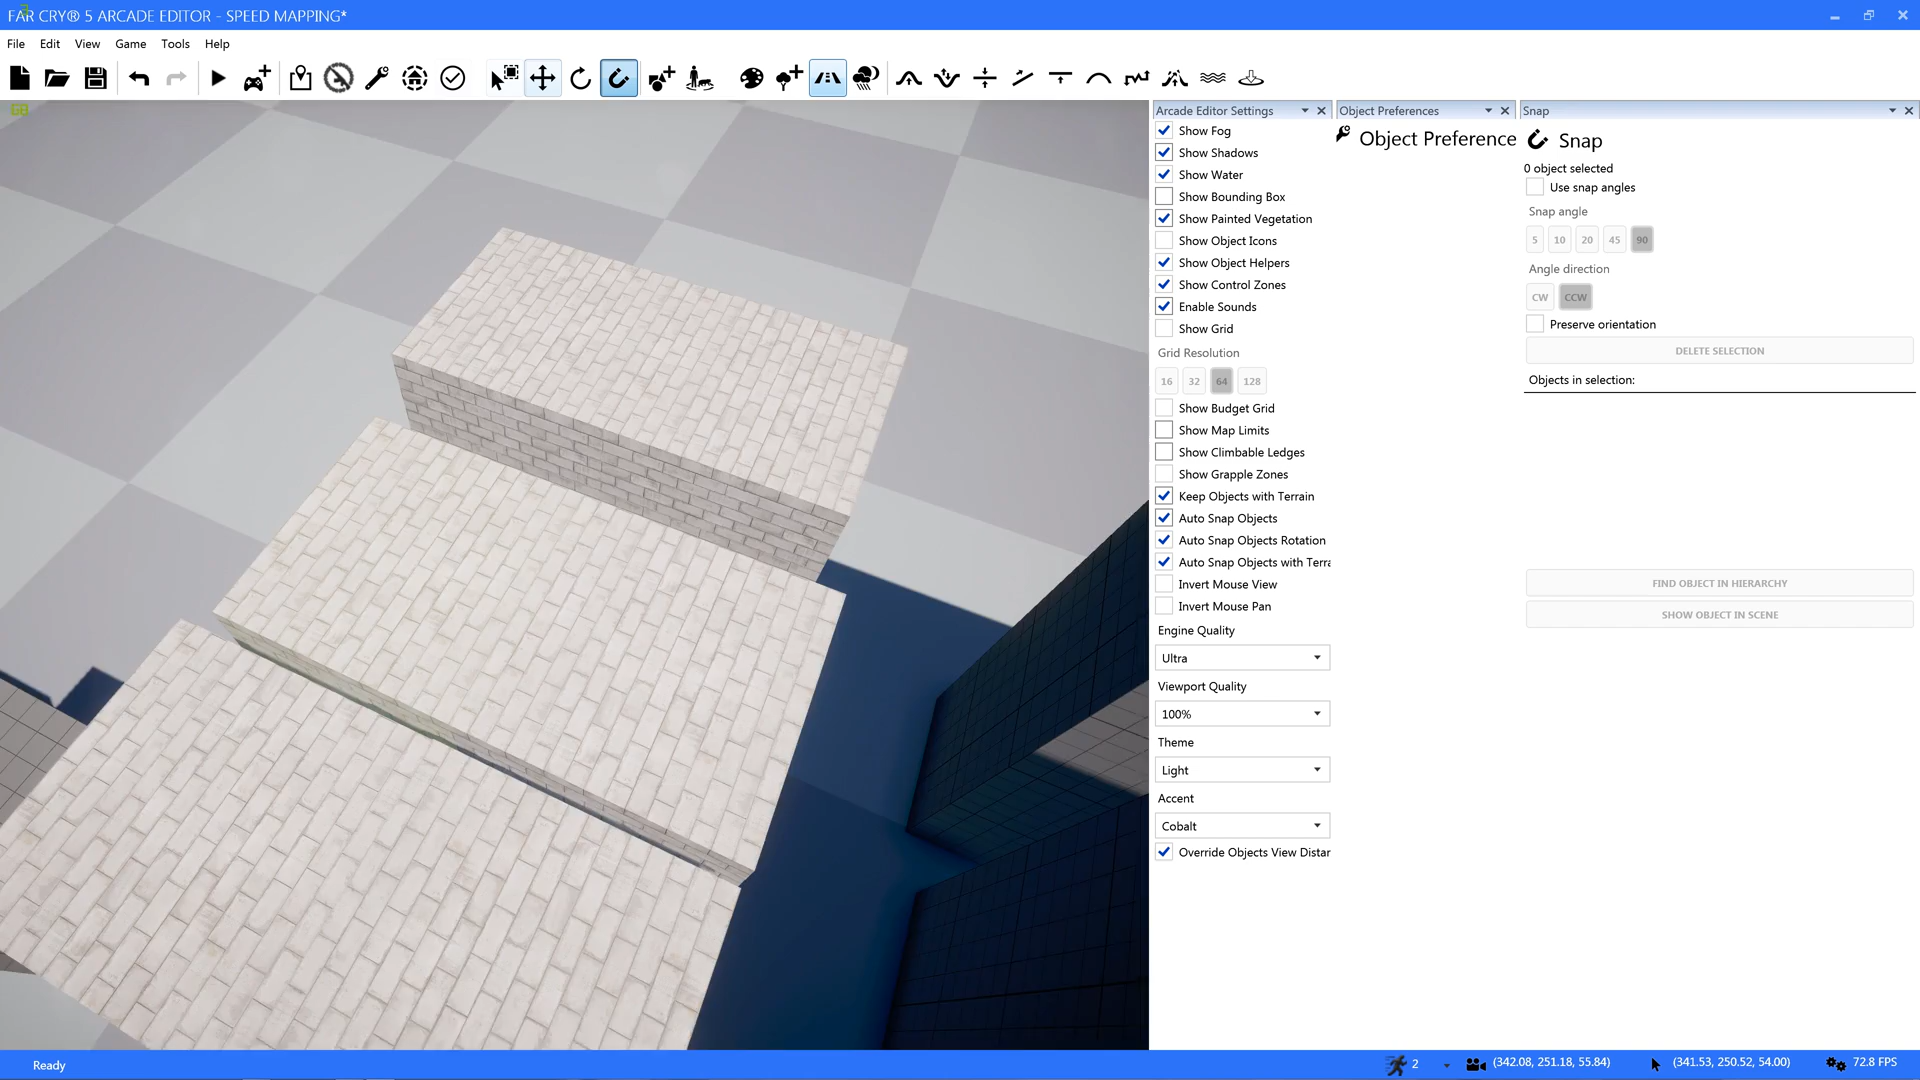 FAR CRY® 5 ARCADE EDITOR - SPEED MAPPING*
File Edit View Game Tools Help
Arcade Editor Settings
Show Fog
Show Shadows
Show Water
Show Bounding Box
Show Painted Vegetation
Show Object Icons
Show Object Helpers
Show Control Zones
Enable Sounds
Show Grid
Grid Resolution
16 32 64 128
Show Budget Grid
Show Map Limits
Show Climbable Ledges
Show Grapple Zones
Keep Objects with Terrain
Auto Snap Objects
Auto Snap Objects Rotation
Auto Snap Objects with Terra
Invert Mouse View
Invert Mouse Pan
Engine Quality
Ultra
Viewport Quality
100%
Theme
Light
Accent
Cobalt
Override Objects View Distar
Object Preferences
Object Preference
Snap
Snap
0 object selected
Use snap angles
Snap angle
5 10 20 45 90
Angle direction
CW CCW
Preserve orientation
DELETE SELECTION
Objects in selection:
FIND OBJECT IN HIERARCHY
SHOW OBJECT IN SCENE
Ready
2 (342.08, 251.18, 55.84) (341.53, 250.52, 54.00) 72.8 FPS